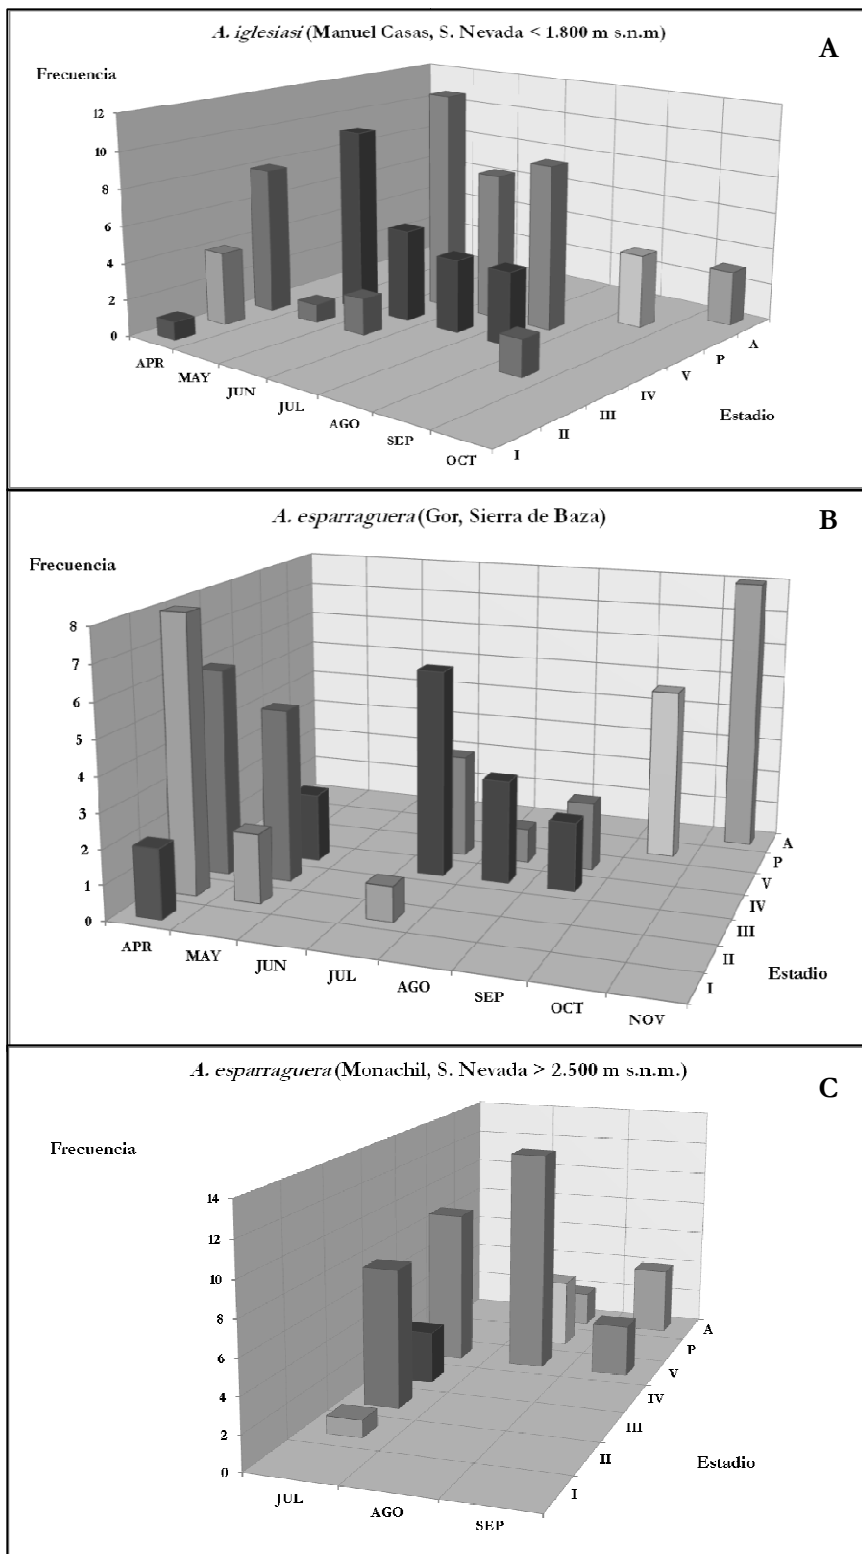 A. iglesiasi (Manuel Casas, S. Nevada < 1.800 m s.n.m)
A
Frecuencia
12
10
8
6
4
2
0
APR
MAY
JUN
JUL
AGO
SEP
OCT
I
II
III
IV
V
P
A
Estadio
A. esparraguera (Gor, Sierra de Baza)
B
Frecuencia
8
7
6
5
4
3
2
1
0
APR
MAY
JUN
JUL
AGO
SEP
OCT
NOV
I
II
III
IV
V
P
A
Estadio
A. esparraguera (Monachil, S. Nevada > 2.500 m s.n.m.)
C
Frecuencia
14
12
10
8
6
4
2
0
JUL
AGO
SEP
I
II
III
IV
V
P
A
Estadio